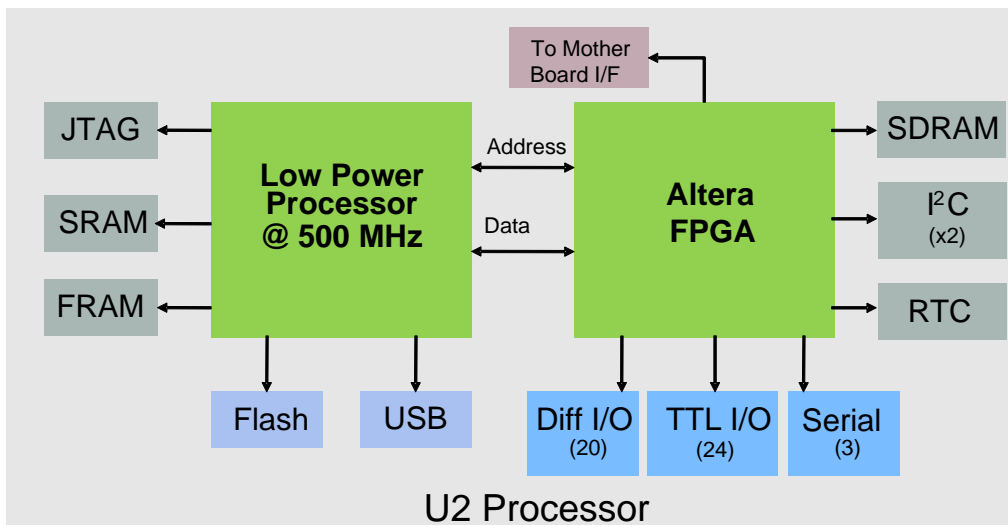 To Mother
Board I/F
JTAG
SRAM
FRAM
Low Power
Processor
@ 500 MHz
Address
Data
Altera
FPGA
SDRAM
I²C
(x2)
RTC
Flash
USB
Diff I/O
(20)
TTL I/O
(24)
Serial
(3)
U2 Processor